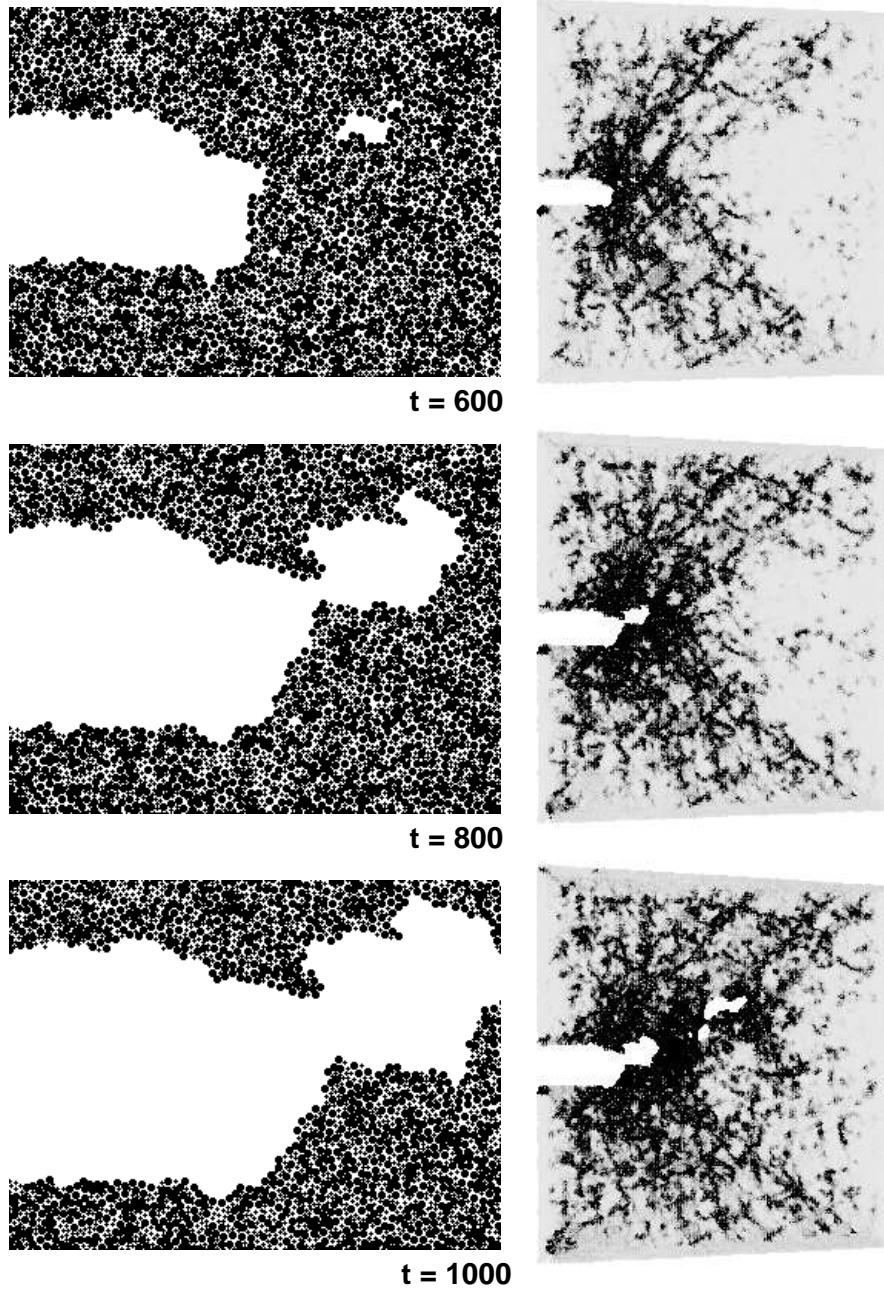 t = 600
t = 800
t = 1000